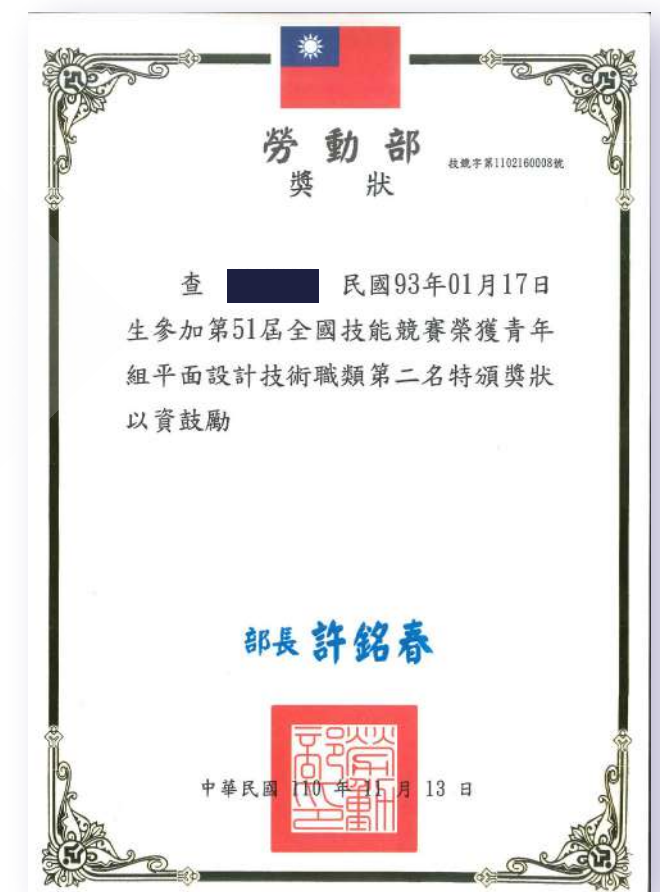 勞動部
技競字第1102160008號
獎狀
查 民國93年01月17日
生參加第51屆全國技能競賽榮獲青年
組平面設計技術職類第二名特頒獎狀
以資鼓勵
部長 許銘春
勞動部印
中華民國 110 年 11 月 13 日